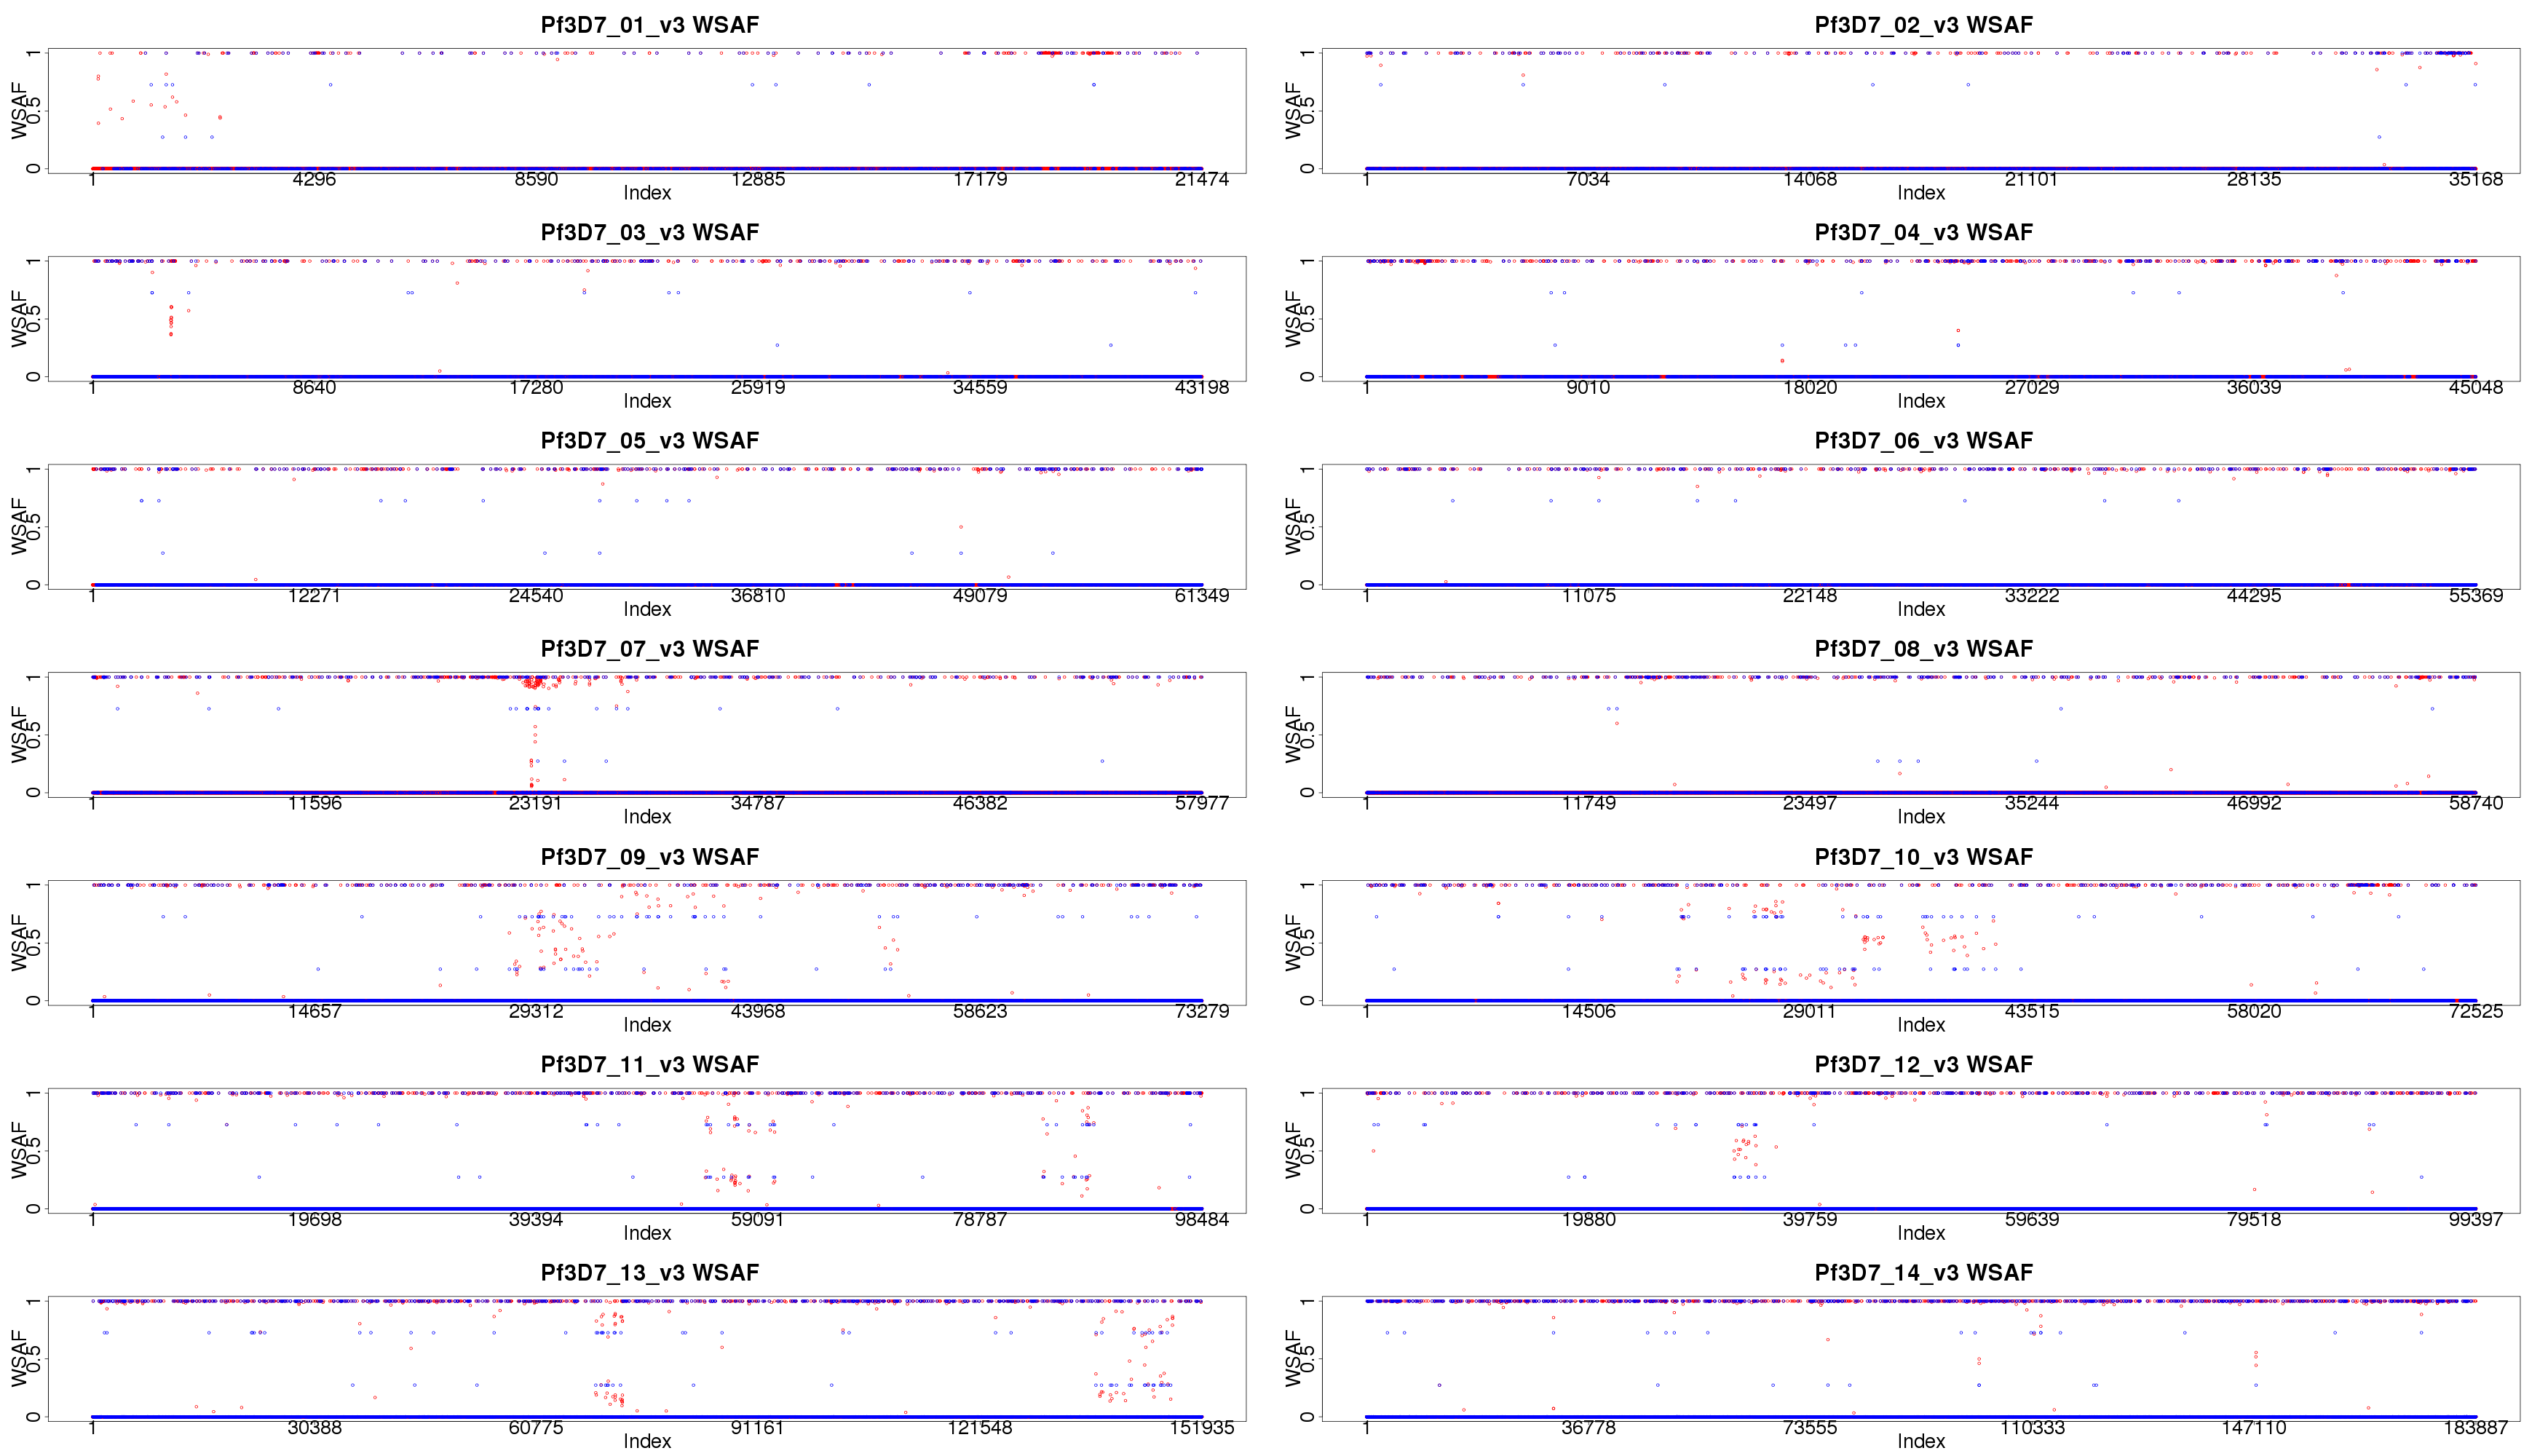 Pf3D7_01_v3 WSAF
WSAF
1
0.5
0
1 4296 8590 12885 17179 21474
Index
Pf3D7_02_v3 WSAF
WSAF
1
0.5
0
1 7034 14068 21101 28135 35168
Index
Pf3D7_03_v3 WSAF
WSAF
1
0.5
0
1 8640 17280 25919 34559 43198
Index
Pf3D7_04_v3 WSAF
WSAF
1
0.5
0
1 9010 18020 27029 36039 45048
Index
Pf3D7_05_v3 WSAF
WSAF
1
0.5
0
1 12271 24540 36810 49079 61349
Index
Pf3D7_06_v3 WSAF
WSAF
1
0.5
0
1 11075 22148 33222 44295 55369
Index
Pf3D7_07_v3 WSAF
WSAF
1
0.5
0
1 11596 23191 34787 46382 57977
Index
Pf3D7_08_v3 WSAF
WSAF
1
0.5
0
1 11749 23497 35244 46992 58740
Index
Pf3D7_09_v3 WSAF
WSAF
1
0.5
0
1 14657 29312 43968 58623 73279
Index
Pf3D7_10_v3 WSAF
WSAF
1
0.5
0
1 14506 29011 43515 58020 72525
Index
Pf3D7_11_v3 WSAF
WSAF
1
0.5
0
1 19698 39394 59091 78787 98484
Index
Pf3D7_12_v3 WSAF
WSAF
1
0.5
0
1 19880 39759 59639 79518 99397
Index
Pf3D7_13_v3 WSAF
WSAF
1
0.5
0
1 30388 60775 91161 121548 151935
Index
Pf3D7_14_v3 WSAF
WSAF
1
0.5
0
1 36778 73555 110333 147110 183887
Index